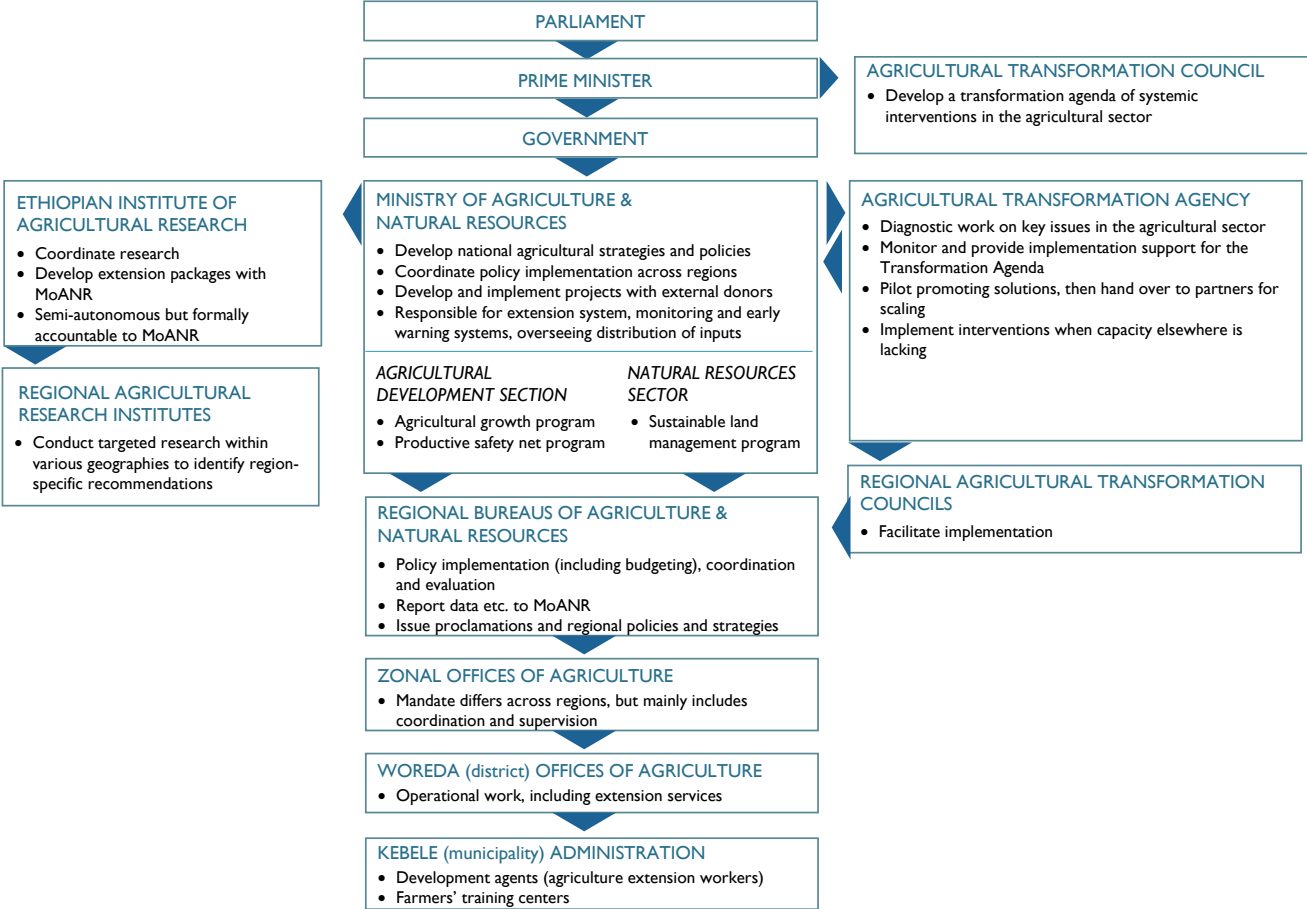 PARLIAMENT
PRIME MINISTER
AGRICULTURAL TRANSFORMATION COUNCIL
• Develop a transformation agenda of systemic
interventions in the agricultural sector
GOVERNMENT
ETHIOPIAN INSTITUTE OF
AGRICULTURAL RESEARCH
• Coordinate research
• Develop extension packages with
MoANR
• Semi-autonomous but formally
accountable to MoANR
MINISTRY OF AGRICULTURE &
NATURAL RESOURCES
• Develop national agricultural strategies and policies
• Coordinate policy implementation across regions
• Develop and implement projects with external donors
• Responsible for extension system, monitoring and early
warning systems, overseeing distribution of inputs
AGRICULTURAL
DEVELOPMENT SECTION
• Agricultural growth program
• Productive safety net program
NATURAL RESOURCES
SECTOR
• Sustainable land
management program
AGRICULTURAL TRANSFORMATION AGENCY
• Diagnostic work on key issues in the agricultural sector
• Monitor and provide implementation support for the
Transformation Agenda
• Pilot promoting solutions, then hand over to partners for
scaling
• Implement interventions when capacity elsewhere is
lacking
REGIONAL AGRICULTURAL
RESEARCH INSTITUTES
• Conduct targeted research within
various geographies to identify region-
specific recommendations
REGIONAL AGRICULTURAL TRANSFORMATION
COUNCILS
• Facilitate implementation
REGIONAL BUREAUS OF AGRICULTURE &
NATURAL RESOURCES
• Policy implementation (including budgeting), coordination
and evaluation
• Report data etc. to MoANR
• Issue proclamations and regional policies and strategies
ZONAL OFFICES OF AGRICULTURE
• Mandate differs across regions, but mainly includes
coordination and supervision
WOREDA (district) OFFICES OF AGRICULTURE
• Operational work, including extension services
KEBELE (municipality) ADMINISTRATION
• Development agents (agriculture extension workers)
• Farmers’ training centers